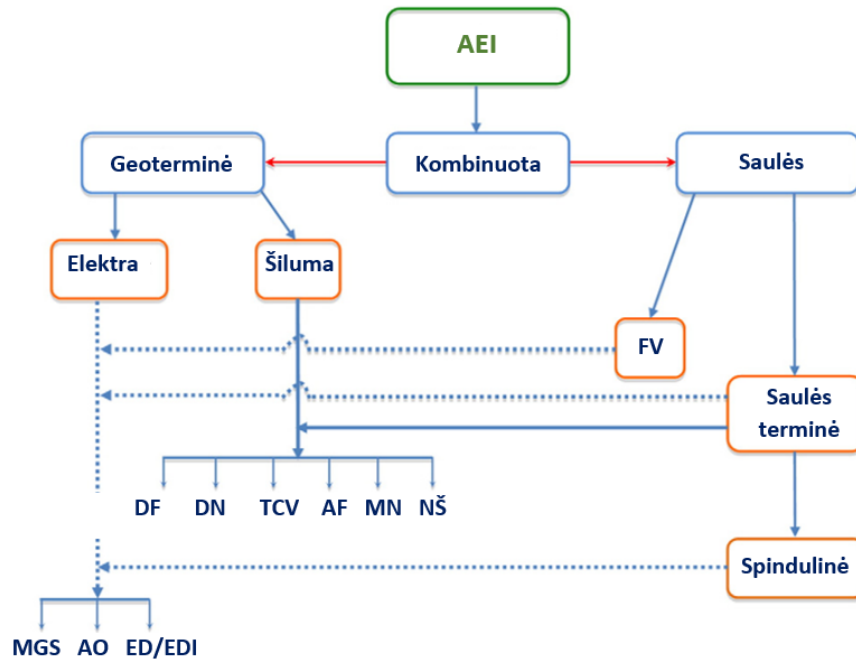 AEI
Geoterminė
Kombinuota
Saulės
Elektra
Šiluma
FV
Saulės
terminė
DF DN TCV AF MN NŠ
Spindulinė
MGS AO ED/EDI